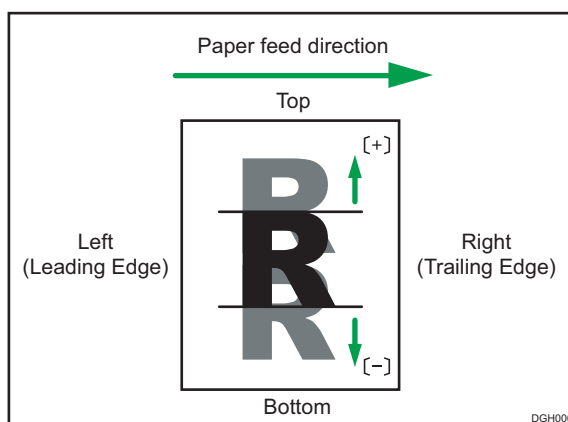 Paper feed direction
Top
〔+〕
R
Left
(Leading Edge)
R
Right
(Trailing Edge)
R
〔−〕
Bottom